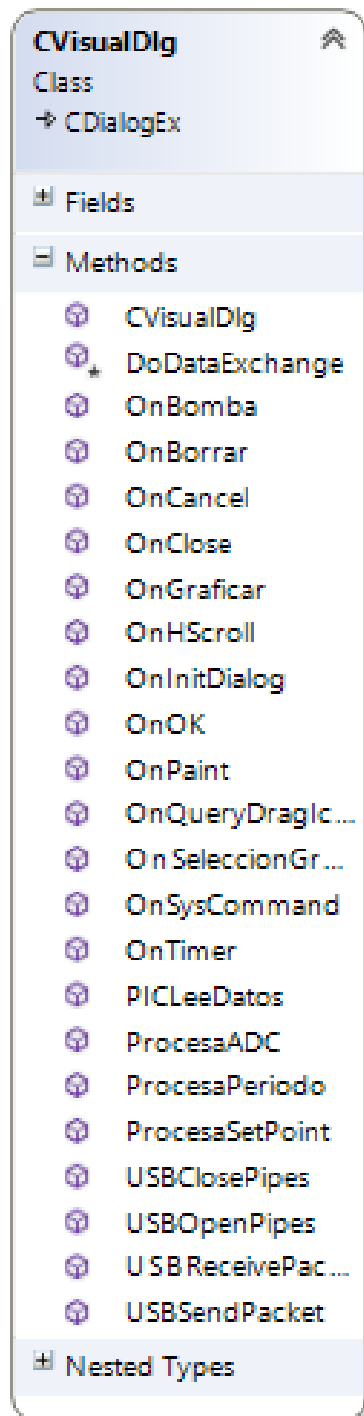 CVisualDlg
Class
CDialogEx
Fields
Methods
CVisualDlg
DoDataExchange
OnBomba
OnBorrar
OnCancel
OnClose
OnGraficar
OnHScroll
OnInitDialog
OnOK
OnPaint
OnQueryDragIc...
OnSeleccionGr...
OnSysCommand
OnTimer
PICLeeDatos
ProcesaADC
ProcesaPeriodo
ProcesaSetPoint
USBClosePipes
USBOpenPipes
USBReceivePac...
USBSendPacket
Nested Types